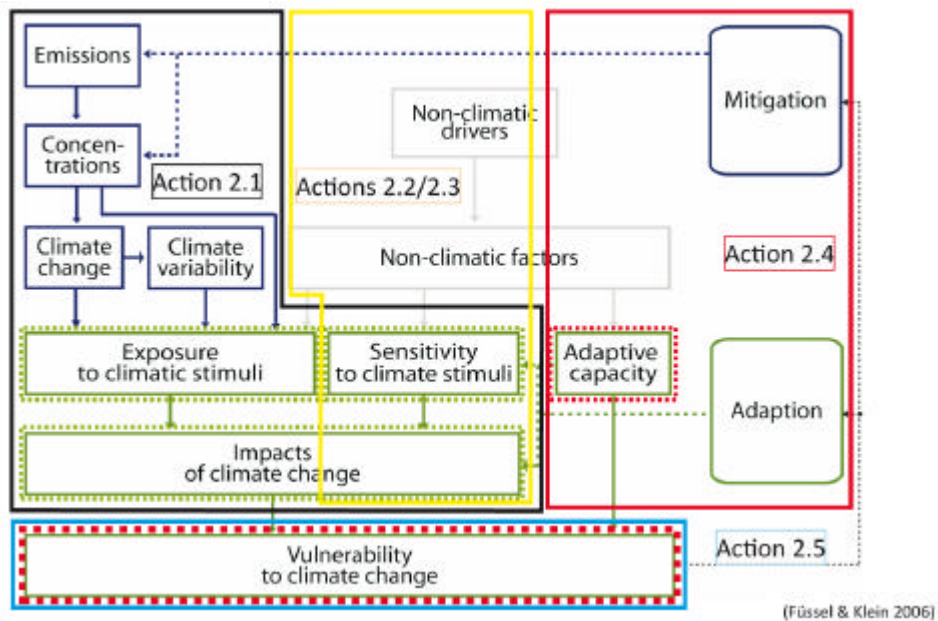 Emissions
Mitigation
Non-climatic
drivers
Concen-
trations
Action 2.1
Actions 2.2/2.3
Climate
change
Climate
variability
Non-climatic factors
Action 2.4
Exposure
to climatic stimuli
Sensitivity
to climate stimuli
Adaptive
capacity
Adaption
Impacts
of climate change
Vulnerability
to climate change
Action 2.5
(Füssel & Klein 2006)